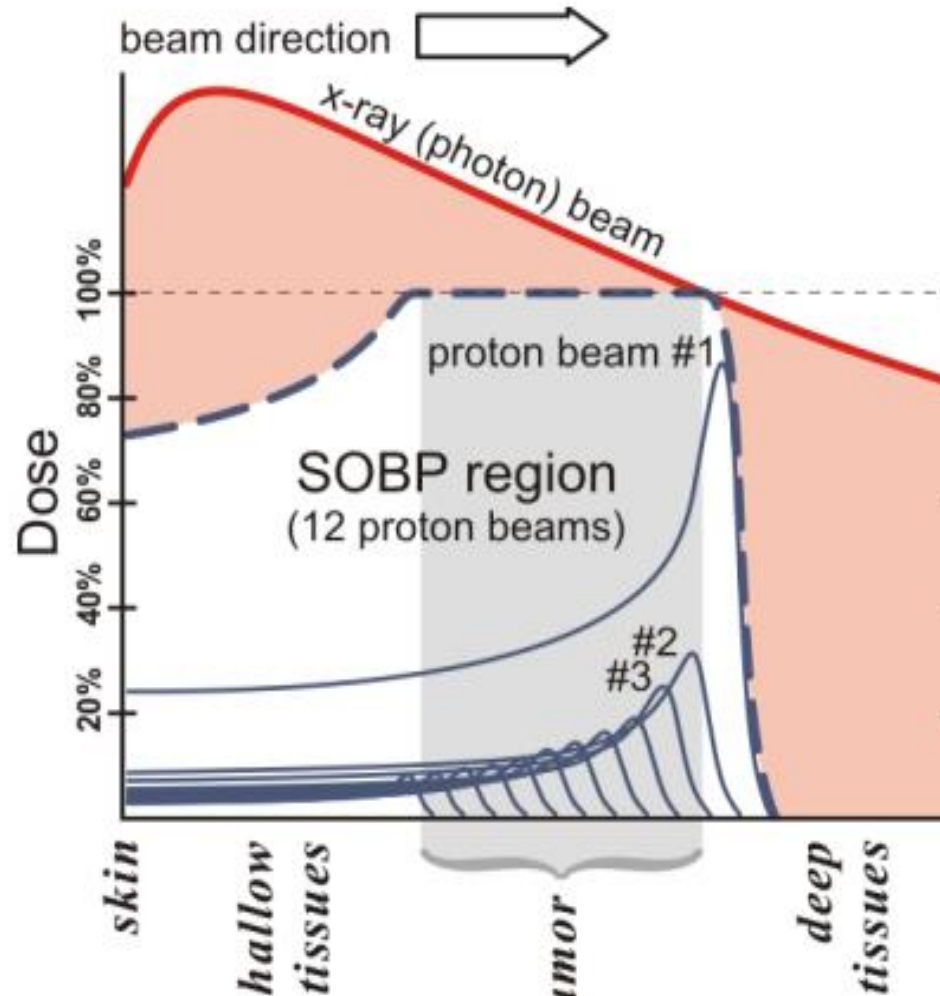 beam direction
x-ray (photon) beam
100%
80%
60%
40%
20%
Dose
proton beam #1
SOBP region
(12 proton beams)
#2
#3
skin
hallow
tissues
mor
deep
tissues